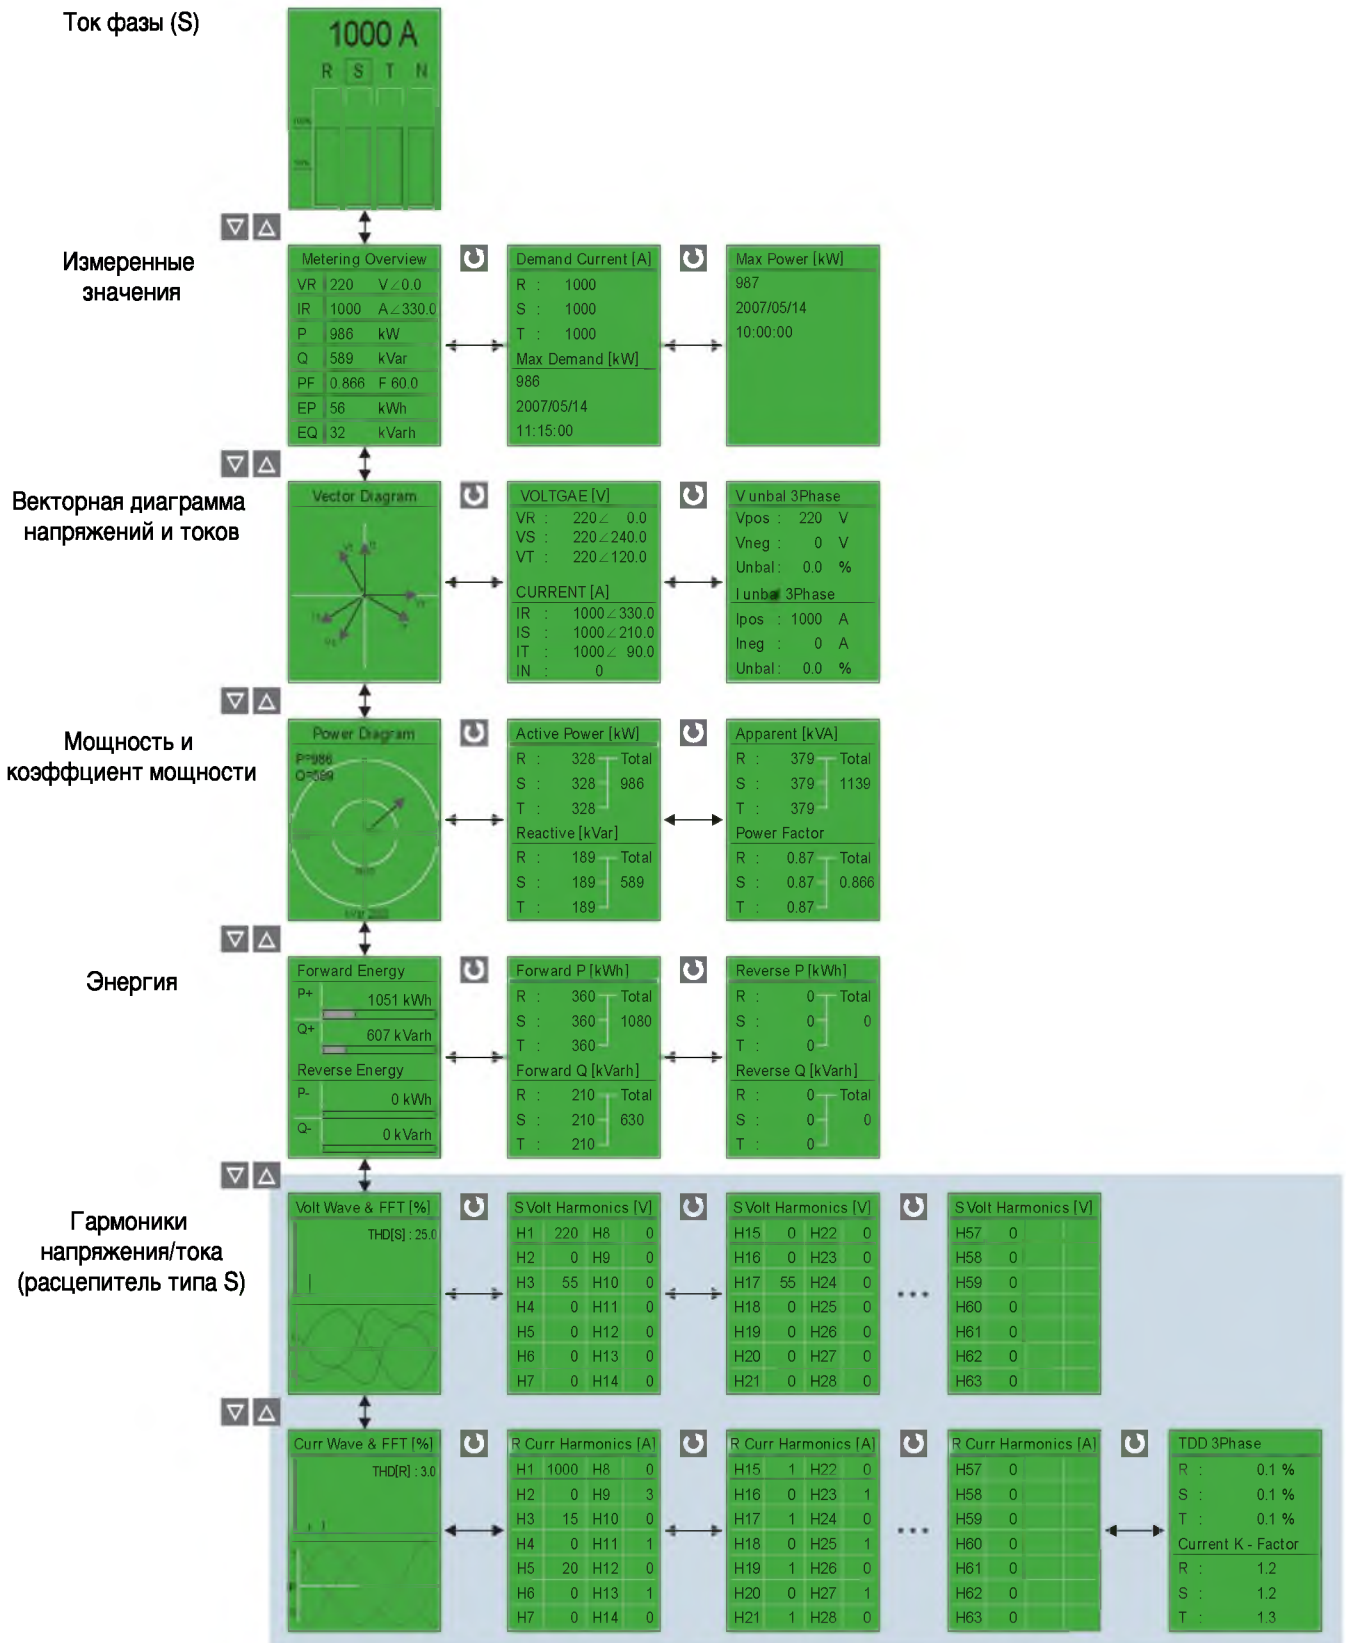 Ток фазы (S)
1000 A
R S T N
100%
Измеренные
значения
Metering Overview
VR 220 V∠0.0
IR 1000 A∠330.0
P 986 kW
Q 589 kVar
PF 0.866 F 60.0
EP 56 kWh
EQ 32 kVarh
Demand Current [A]
R : 1000
S : 1000
T : 1000
Max Demand [kW]
986
2007/05/14
11:15:00
Max Power [kW]
987
2007/05/14
10:00:00
Векторная диаграмма
напряжений и токов
Vector Diagram
VOLTGAE [V]
VR : 220∠ 0.0
VS : 220∠240.0
VT : 220∠120.0
CURRENT [A]
IR : 1000∠330.0
IS : 1000∠210.0
IT : 1000∠ 90.0
IN : 0
V unbal 3Phase
Vpos : 220 V
Vneg : 0 V
Unbal : 0.0 %
I unbal 3Phase
Ipos : 1000 A
Ineg : 0 A
Unbal : 0.0 %
Мощность и
коэффциент мощности
Power Diagram
P=986
Q=589
Active Power [kW]
R : 328 Total
S : 328 986
T : 328
Reactive [kVar]
R : 189 Total
S : 189 589
T : 189
Apparent [kVA]
R : 379 Total
S : 379 1139
T : 379
Power Factor
R : 0.87 Total
S : 0.87 0.866
T : 0.87
Энергия
Forward Energy
P+ 1051 kWh
Q+ 607 kVarh
Reverse Energy
P- 0 kWh
Q- 0 kVarh
Forward P [kWh]
R : 360 Total
S : 360 1080
T : 360
Forward Q [kVarh]
R : 210 Total
S : 210 630
T : 210
Reverse P [kWh]
R : 0 Total
S : 0 0
T : 0
Reverse Q [kVarh]
R : 0 Total
S : 0 0
T : 0
Гармоники
напряжения/тока
(расцепитель типа S)
Volt Wave & FFT [%]
THD[S] : 25.0
S Volt Harmonics [V]
H1 220 H8 0
H2 0 H9 0
H3 55 H10 0
H4 0 H11 0
H5 0 H12 0
H6 0 H13 0
H7 0 H14 0
S Volt Harmonics [V]
H15 0 H22 0
H16 0 H23 0
H17 55 H24 0
H18 0 H25 0
H19 0 H26 0
H20 0 H27 0
H21 0 H28 0
...
S Volt Harmonics [V]
H57 0
H58 0
H59 0
H60 0
H61 0
H62 0
H63 0
Curr Wave & FFT [%]
THD[R] : 3.0
R Curr Harmonics [A]
H1 1000 H8 0
H2 0 H9 3
H3 15 H10 0
H4 0 H11 1
H5 20 H12 0
H6 0 H13 1
H7 0 H14 0
R Curr Harmonics [A]
H15 1 H22 0
H16 0 H23 1
H17 1 H24 0
H18 0 H25 1
H19 1 H26 0
H20 0 H27 1
H21 1 H28 0
...
R Curr Harmonics [A]
H57 0
H58 0
H59 0
H60 0
H61 0
H62 0
H63 0
TDD 3Phase
R : 0.1 %
S : 0.1 %
T : 0.1 %
Current K - Factor
R : 1.2
S : 1.2
T : 1.3